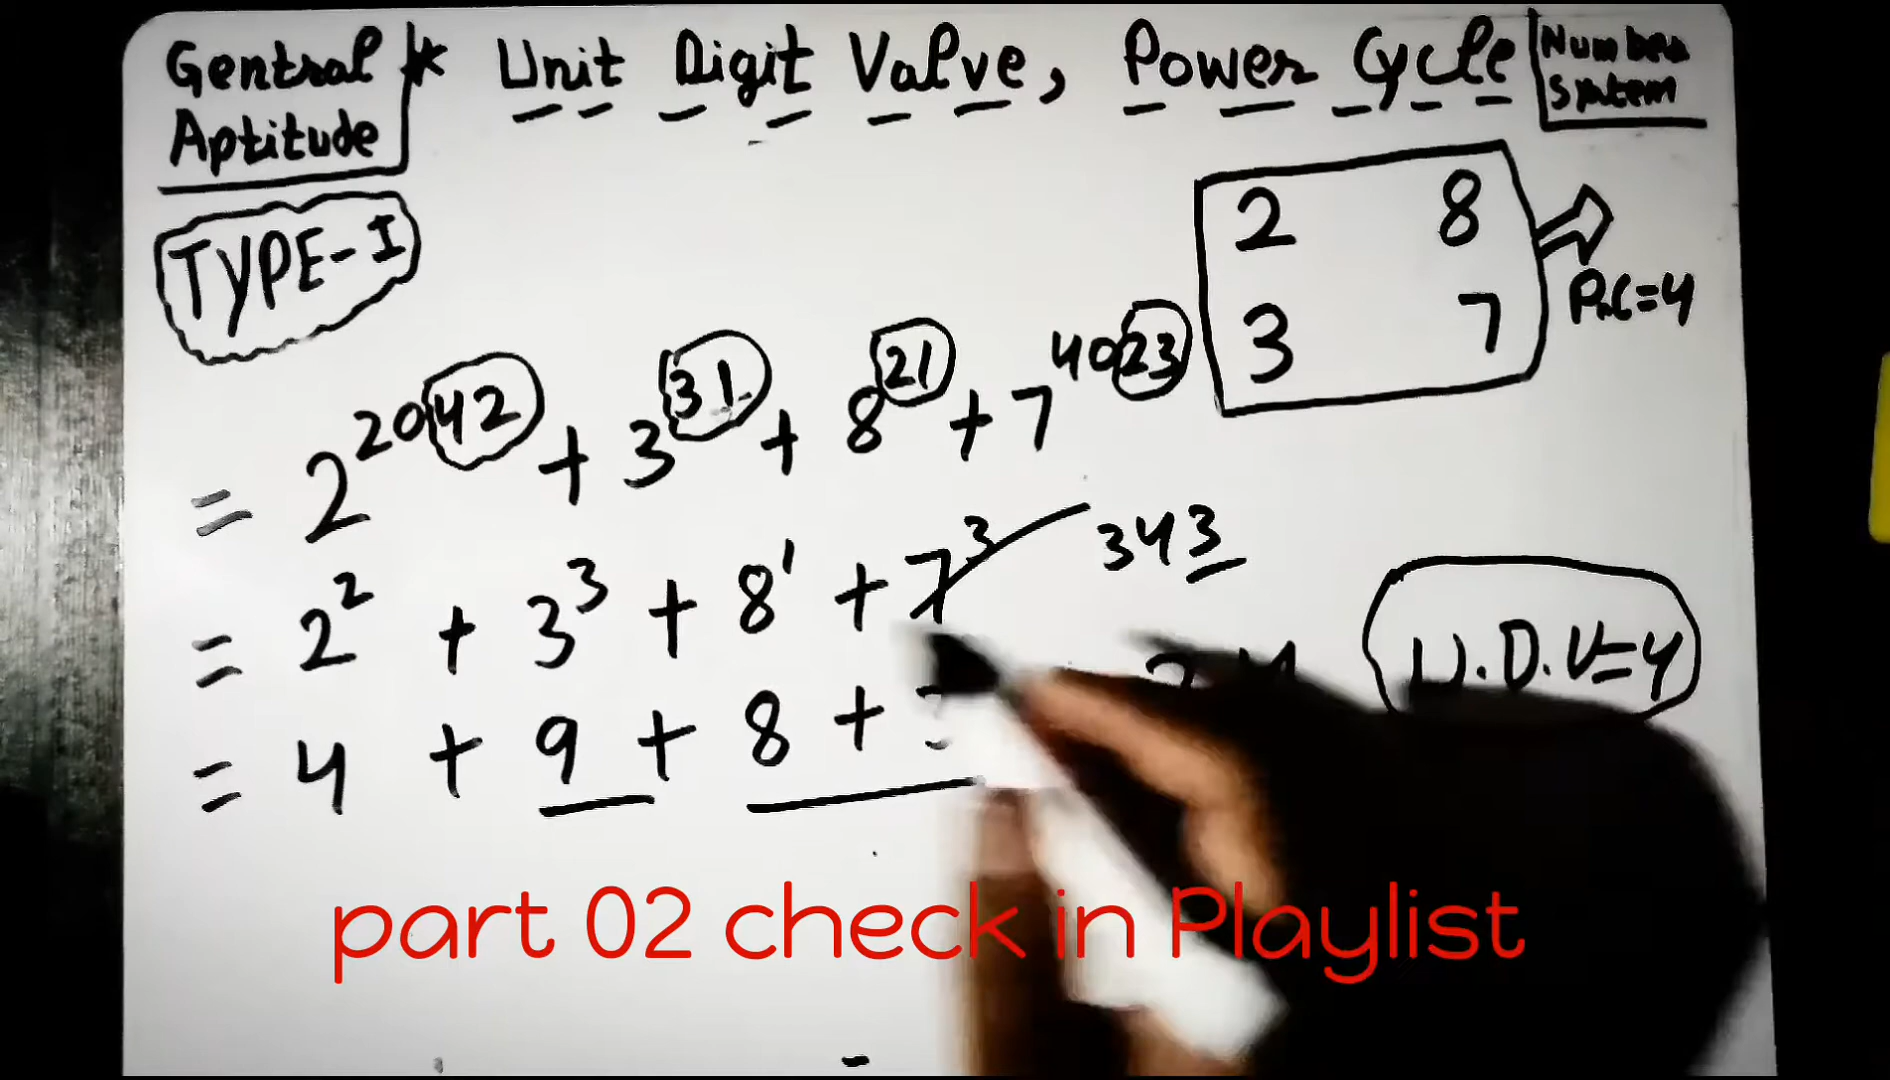 Gentral
Aptitude
* Unit Digit Valve, Power Cycle
Number
System
TYPE-I
2 8
3 7
P.C=4
= 2^2042 + 3^31 + 8^21 + 7^4023
= 2^2 + 3^3 + 8^1 + 7^3
343
= 4 + 9 + 8 +
U.D.V=4
part 02 check in Playlist